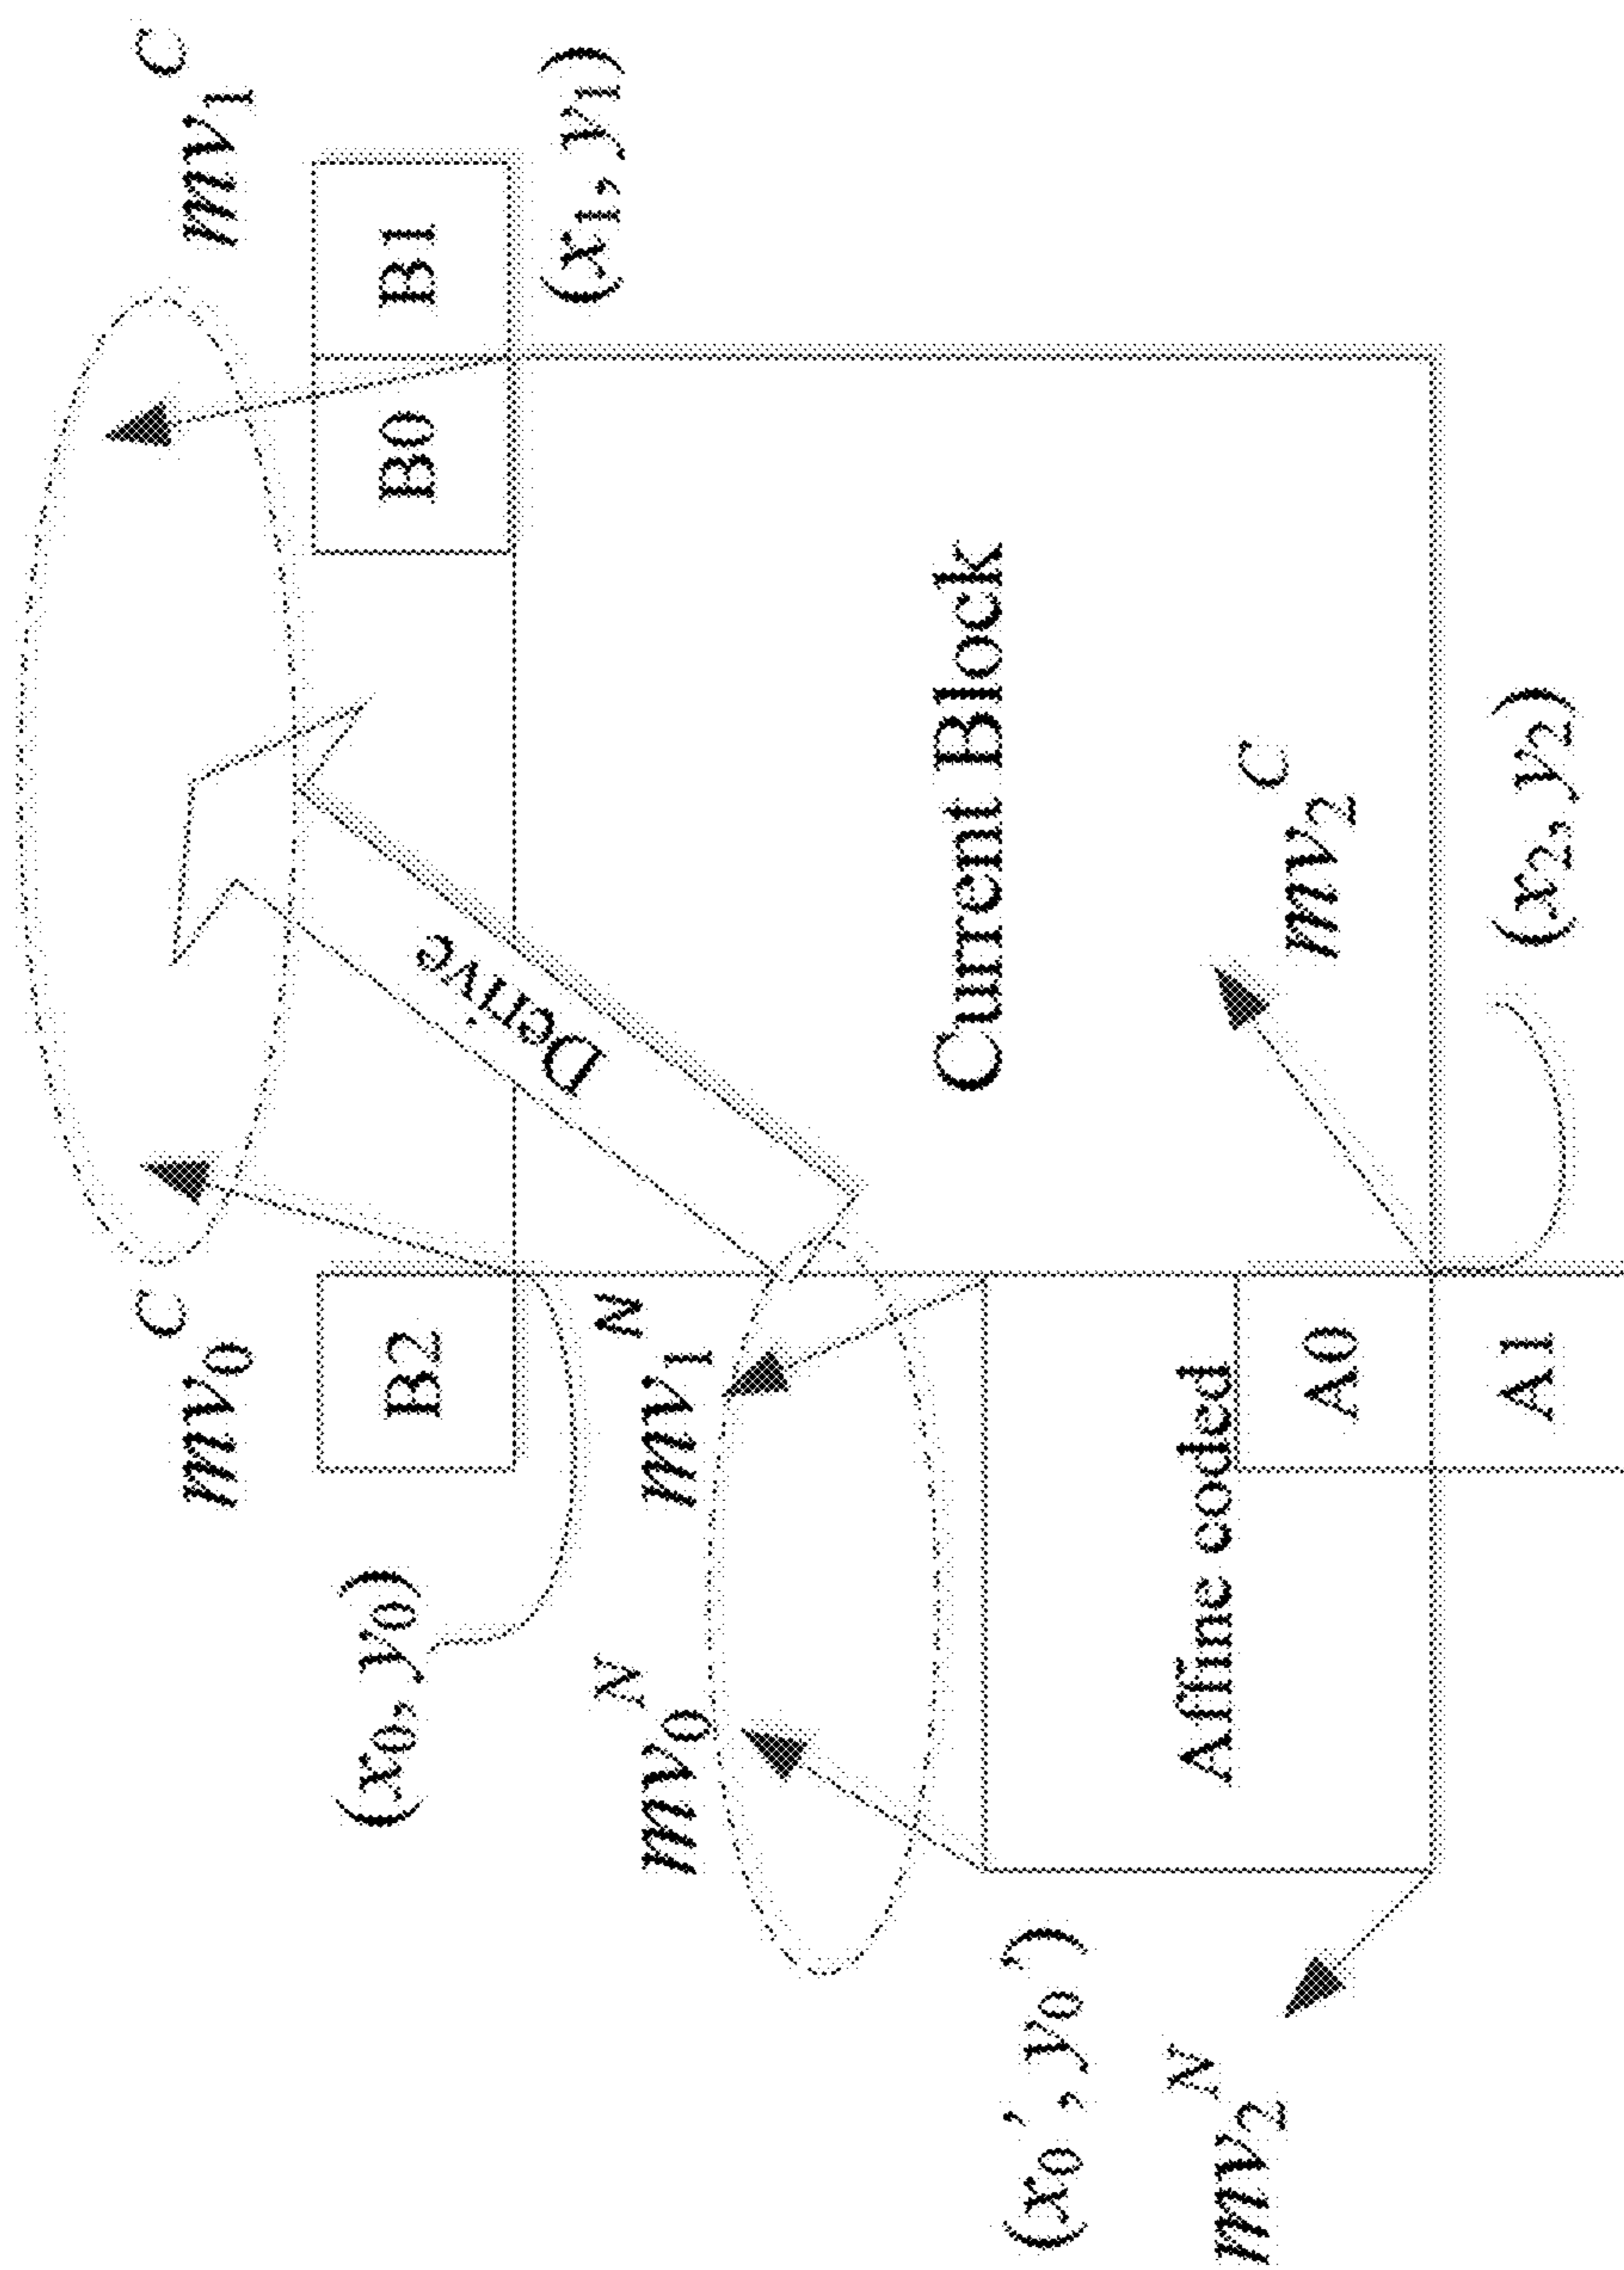 mv₀ᶜ
mv₁ᶜ
(x₀, y₀)
B2
B0
B1
Derive
(x₁, y₁)
mv₀ᴺ
mv₁ᴺ
Current Block
(x₀', y₀')
mv₂ᴺ
Affine coded
mv₂ᶜ
A0
A1
(x₂, y₂)